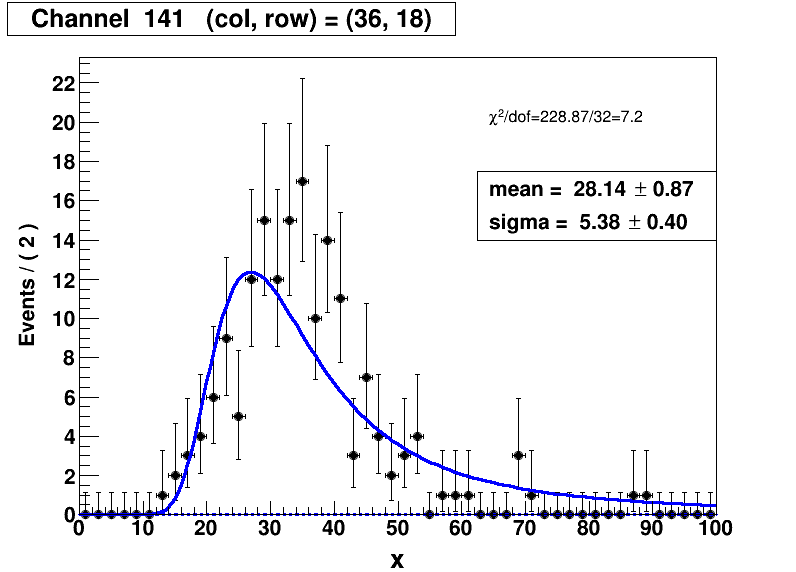 Channel 141 (col, row) = (36, 18)
χ²/dof=228.87/32=7.2
mean = 28.14 ± 0.87
sigma = 5.38 ± 0.40
Events / ( 2 )
22
20
18
16
14
12
10
8
6
4
2
0
0 10 20 30 40 50 60 70 80 90 100
x